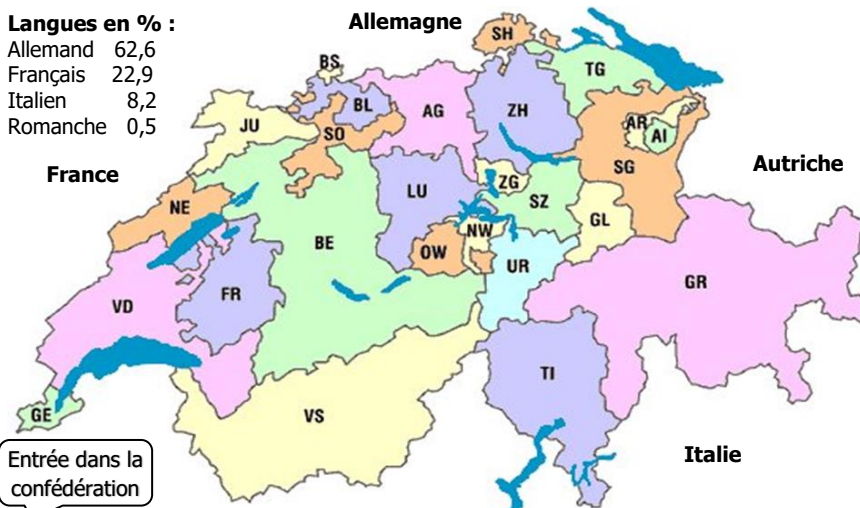 Langues en % :
Allemand 62,6
Français 22,9
Italien 8,2
Romanche 0,5
Allemagne
France
Autriche
Italie
SH
BS
TG
BL
AG
ZH
JU
SO
AR
AI
SG
ZG
LU
SZ
NE
GL
NW
BE
OW
UR
GR
FR
VD
TI
GE
VS
Entrée dans la
confédération